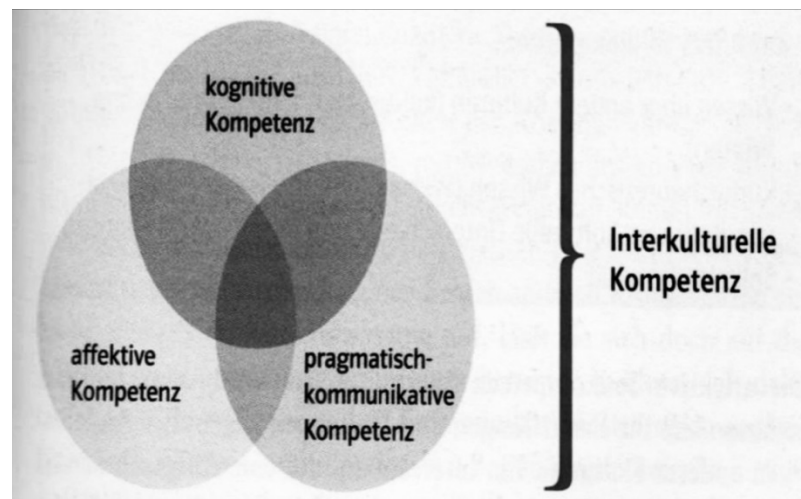 kognitive
Kompetenz
affektive
Kompetenz
pragmatisch-
kommunikative
Kompetenz
Interkulturelle
Kompetenz